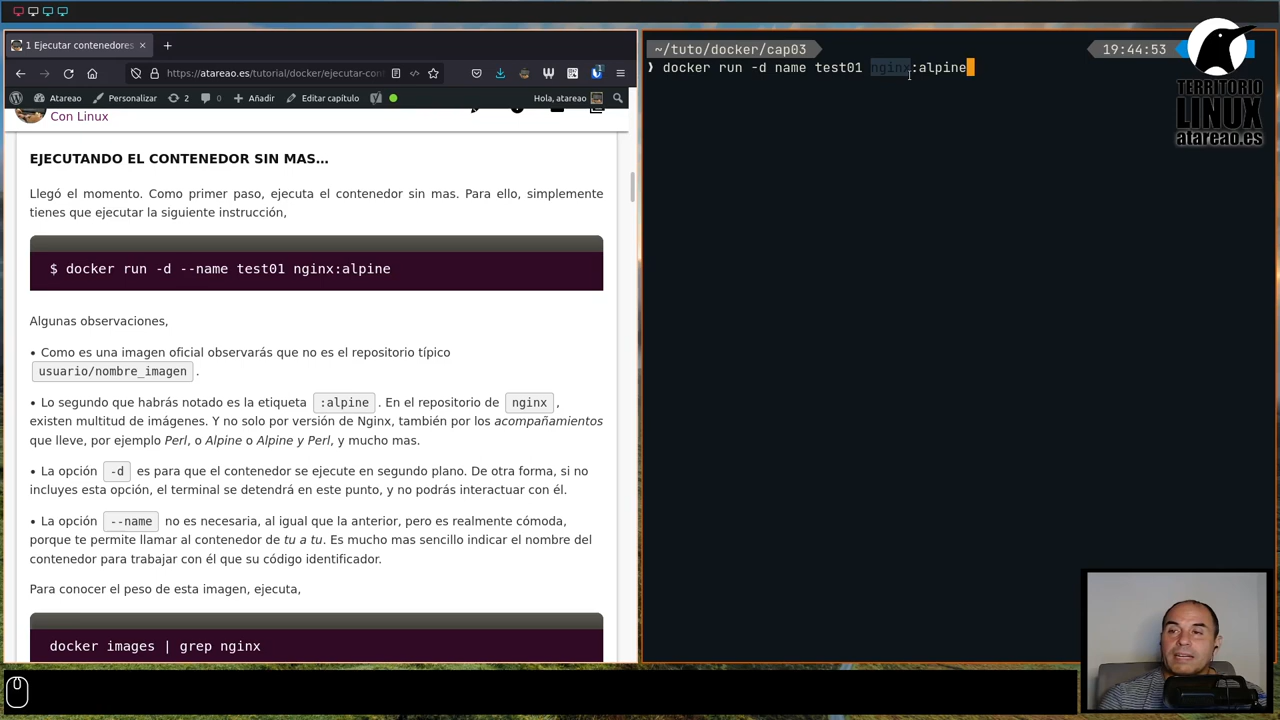 1 Ejecutar contenedores
https://atareao.es/tutorial/docker/ejecutar-con
Atareao
Personalizar
2
0
Añadir
Editar capítulo
Hola, atareao
Con Linux
EJECUTANDO EL CONTENEDOR SIN MAS…
Llegó el momento. Como primer paso, ejecuta el contenedor sin mas. Para ello, simplemente
tienes que ejecutar la siguiente instrucción,
$ docker run -d --name test01 nginx:alpine
Algunas observaciones,
• Como es una imagen oficial observarás que no es el repositorio típico
usuario/nombre_imagen .
• Lo segundo que habrás notado es la etiqueta :alpine . En el repositorio de nginx ,
existen multitud de imágenes. Y no solo por versión de Nginx, también por los acompañamientos
que lleve, por ejemplo Perl, o Alpine o Alpine y Perl, y mucho mas.
• La opción -d es para que el contenedor se ejecute en segundo plano. De otra forma, si no
incluyes esta opción, el terminal se detendrá en este punto, y no podrás interactuar con él.
• La opción --name no es necesaria, al igual que la anterior, pero es realmente cómoda,
porque te permite llamar al contenedor de tu a tu. Es mucho mas sencillo indicar el nombre del
contenedor para trabajar con él que su código identificador.
Para conocer el peso de esta imagen, ejecuta,
docker images | grep nginx
~/tuto/docker/cap03
19:44:53
❯ docker run -d name test01 nginx:alpine
TERRITORIO
LINUX
atareao.es